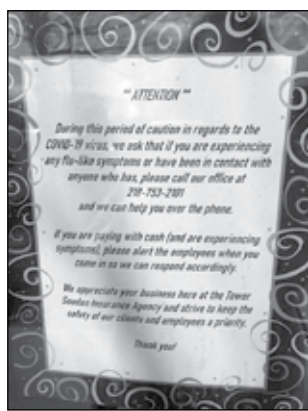 ** ATTENTION **
During this period of caution in regards to the
COVID-19 virus, we ask that if you are experiencing
any flu-like symptoms or have been in contact with
anyone who has, please call our office at
218-753-2101
and we can help you over the phone.
If you are paying with cash (and are experiencing
symptoms), please alert the employees when you
come in so we can respond accordingly.
We appreciate your business here at the Tower
Soudan Insurance Agency and strive to keep the
safety of our clients and employees a priority.
Thank you!